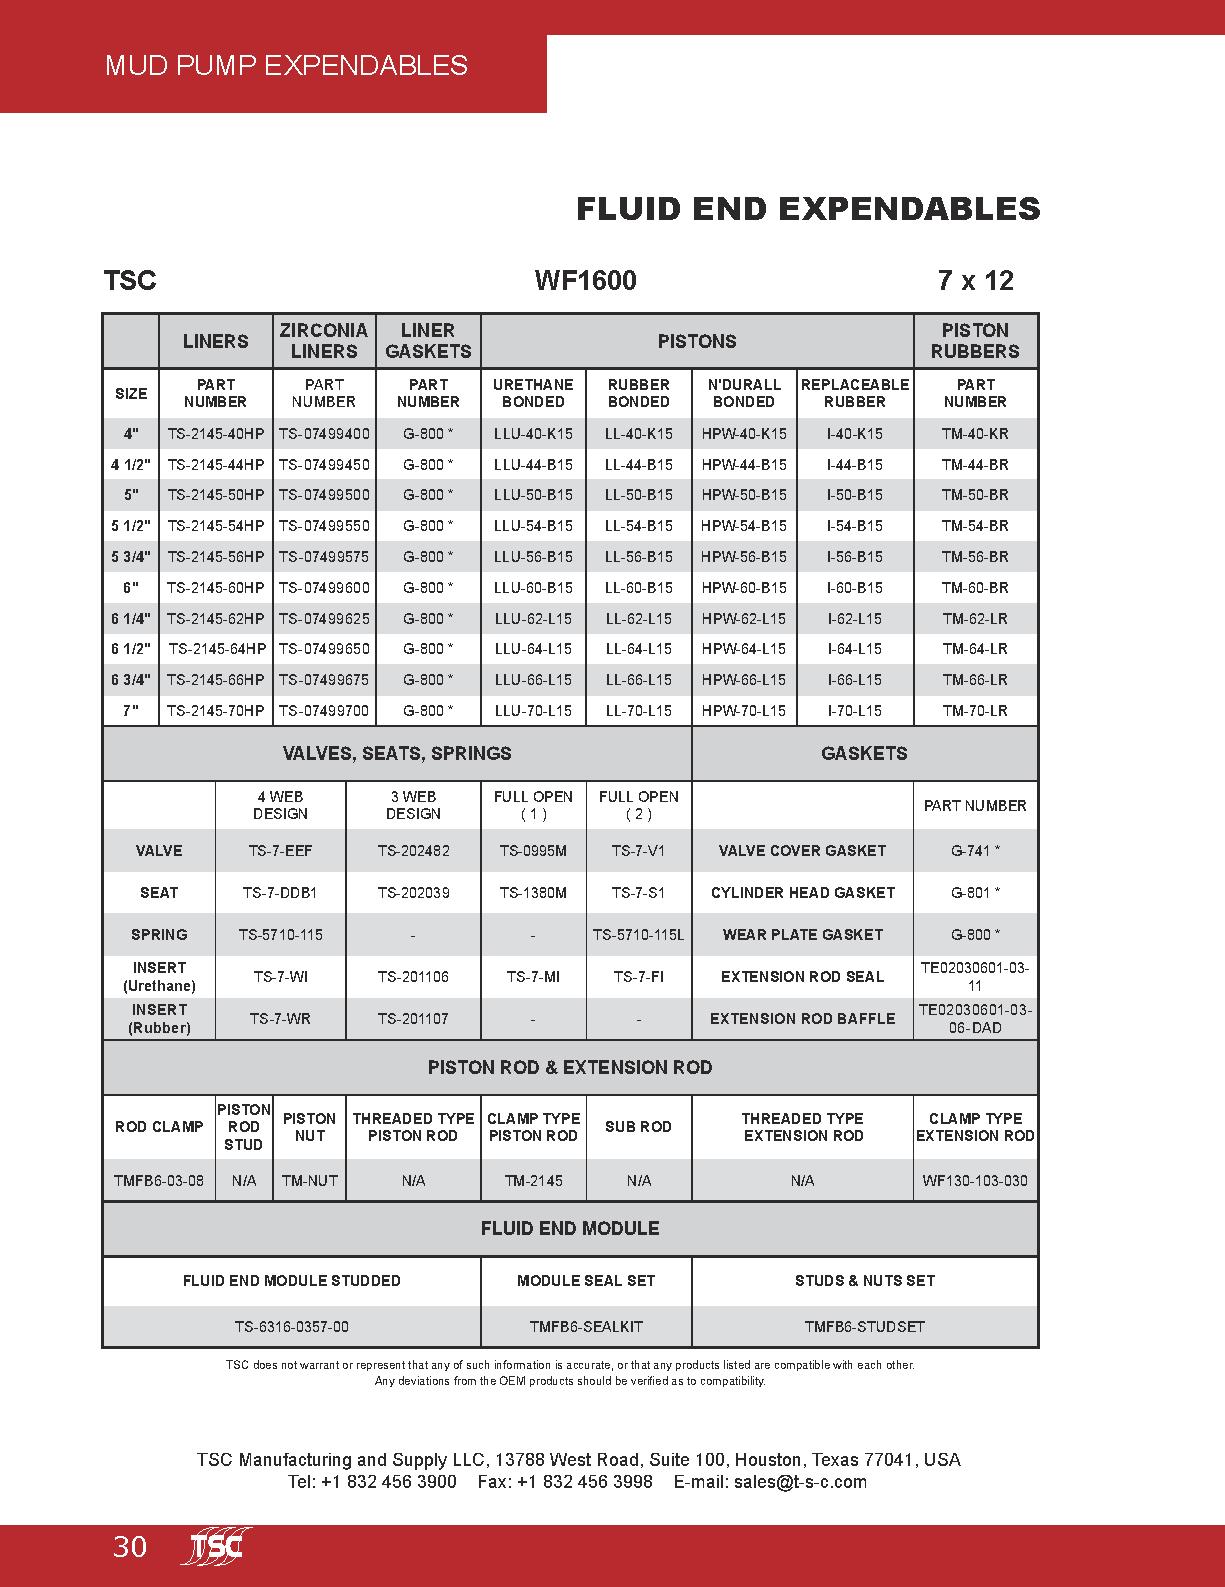 MUD PUMP EXPENDABLES
FLUID END EXPENDABLES
TSC WF1600 7 x 12
LINERS ZIRCONIA LINERS LINER GASKETS PISTONS PISTON RUBBERS
SIZE PART NUMBER PART NUMBER PART NUMBER URETHANE BONDED RUBBER BONDED N'DURALL BONDED REPLACEABLE RUBBER PART NUMBER
4" TS-2145-40HP TS-07499400 G-800 * LLU-40-K15 LL-40-K15 HPW-40-K15 I-40-K15 TM-40-KR
4 1/2" TS-2145-44HP TS-07499450 G-800 * LLU-44-B15 LL-44-B15 HPW-44-B15 I-44-B15 TM-44-BR
5" TS-2145-50HP TS-07499500 G-800 * LLU-50-B15 LL-50-B15 HPW-50-B15 I-50-B15 TM-50-BR
5 1/2" TS-2145-54HP TS-07499550 G-800 * LLU-54-B15 LL-54-B15 HPW-54-B15 I-54-B15 TM-54-BR
5 3/4" TS-2145-56HP TS-07499575 G-800 * LLU-56-B15 LL-56-B15 HPW-56-B15 I-56-B15 TM-56-BR
6" TS-2145-60HP TS-07499600 G-800 * LLU-60-B15 LL-60-B15 HPW-60-B15 I-60-B15 TM-60-BR
6 1/4" TS-2145-62HP TS-07499625 G-800 * LLU-62-L15 LL-62-L15 HPW-62-L15 I-62-L15 TM-62-LR
6 1/2" TS-2145-64HP TS-07499650 G-800 * LLU-64-L15 LL-64-L15 HPW-64-L15 I-64-L15 TM-64-LR
6 3/4" TS-2145-66HP TS-07499675 G-800 * LLU-66-L15 LL-66-L15 HPW-66-L15 I-66-L15 TM-66-LR
7" TS-2145-70HP TS-07499700 G-800 * LLU-70-L15 LL-70-L15 HPW-70-L15 I-70-L15 TM-70-LR
VALVES, SEATS, SPRINGS GASKETS
4 WEB DESIGN 3 WEB DESIGN FULL OPEN ( 1 ) FULL OPEN ( 2 ) PART NUMBER
VALVE TS-7-EEF TS-202482 TS-0995M TS-7-V1 VALVE COVER GASKET G-741 *
SEAT TS-7-DDB1 TS-202039 TS-1380M TS-7-S1 CYLINDER HEAD GASKET G-801 *
SPRING TS-5710-115 - - TS-5710-115L WEAR PLATE GASKET G-800 *
INSERT (Urethane) TS-7-WI TS-201106 TS-7-MI TS-7-FI EXTENSION ROD SEAL TE02030601-03-11
INSERT (Rubber) TS-7-WR TS-201107 - - EXTENSION ROD BAFFLE TE02030601-03-06-DAD
PISTON ROD & EXTENSION ROD
ROD CLAMP PISTON ROD STUD PISTON NUT THREADED TYPE PISTON ROD CLAMP TYPE PISTON ROD SUB ROD THREADED TYPE EXTENSION ROD CLAMP TYPE EXTENSION ROD
TMFB6-03-08 N/A TM-NUT N/A TM-2145 N/A N/A WF130-103-030
FLUID END MODULE
FLUID END MODULE STUDDED MODULE SEAL SET STUDS & NUTS SET
TS-6316-0357-00 TMFB6-SEALKIT TMFB6-STUDSET
TSC does not warrant or represent that any of such information is accurate, or that any products listed are compatible with each other.
Any deviations from the OEM products should be verified as to compatibility.
TSC Manufacturing and Supply LLC, 13788 West Road, Suite 100, Houston, Texas 77041, USA
Tel: +1 832 456 3900 Fax: +1 832 456 3998 E-mail: sales@t-s-c.com
30 TSC